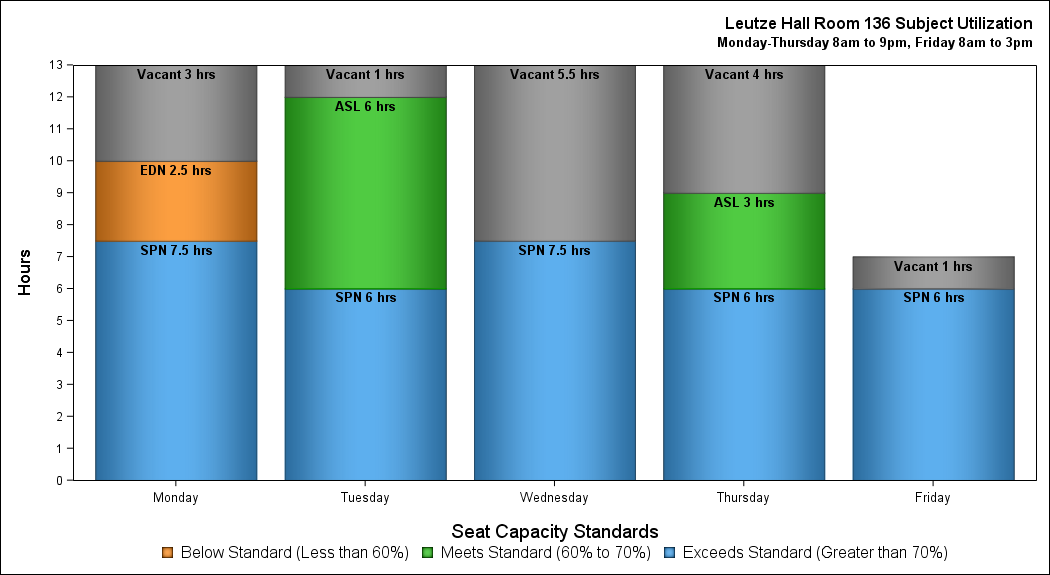 Leutze Hall Room 136 Subject Utilization
Monday-Thursday 8am to 9pm, Friday 8am to 3pm
Hours
13
12
11
10
9
8
7
6
5
4
3
2
1
0
Vacant 3 hrs
EDN 2.5 hrs
SPN 7.5 hrs
Vacant 1 hrs
ASL 6 hrs
SPN 6 hrs
Vacant 5.5 hrs
SPN 7.5 hrs
Vacant 4 hrs
ASL 3 hrs
SPN 6 hrs
Vacant 1 hrs
SPN 6 hrs
Monday Tuesday Wednesday Thursday Friday
Seat Capacity Standards
Below Standard (Less than 60%) Meets Standard (60% to 70%) Exceeds Standard (Greater than 70%)